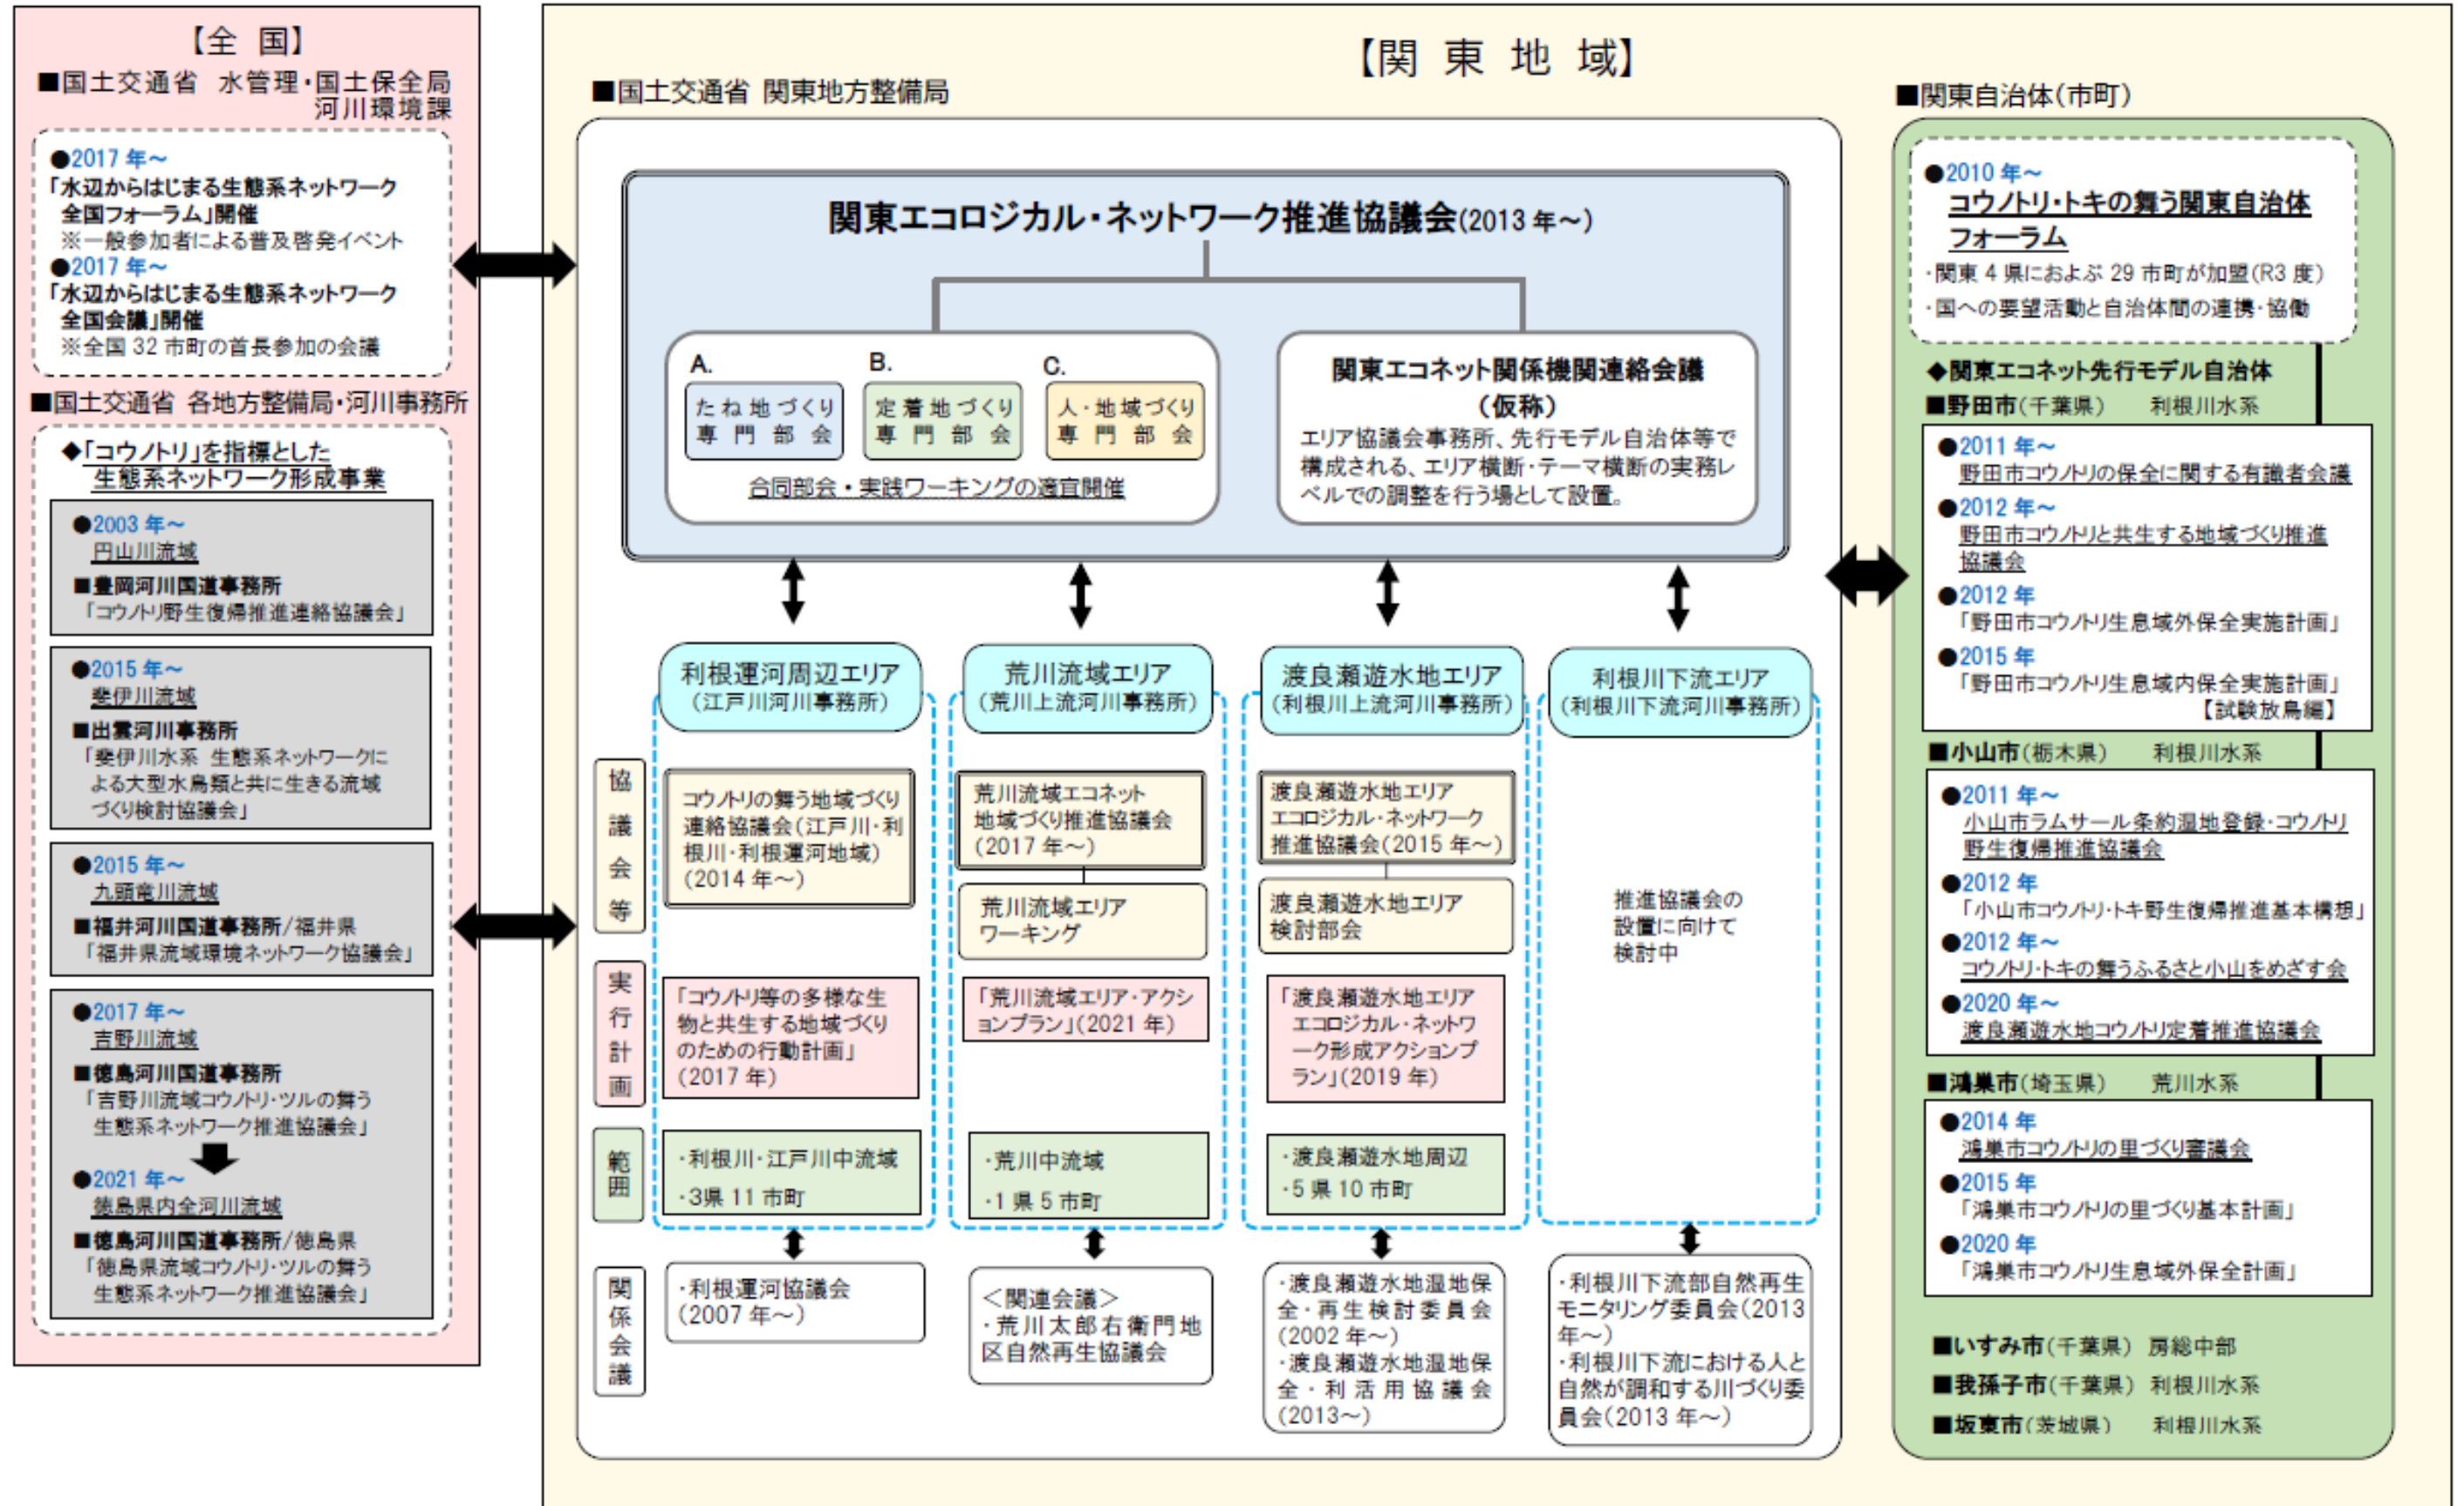 【全 国】
■国土交通省 水管理・国土保全局
河川環境課
●2017 年～
「水辺からはじまる生態系ネットワーク
全国フォーラム」開催
※一般参加者による普及啓発イベント
●2017 年～
「水辺からはじまる生態系ネットワーク
全国会議」開催
※全国 32 市町の首長参加の会議
■国土交通省 各地方整備局・河川事務所
◆「コウノトリ」を指標とした
生態系ネットワーク形成事業
●2003 年～
円山川流域
■豊岡河川国道事務所
「コウノトリ野生復帰推進連絡協議会」
●2015 年～
斐伊川流域
■出雲河川事務所
「斐伊川水系 生態系ネットワークに
よる大型水鳥類と共に生きる流域
づくり検討協議会」
●2015 年～
九頭竜川流域
■福井河川国道事務所/福井県
「福井県流域環境ネットワーク協議会」
●2017 年～
吉野川流域
■徳島河川国道事務所
「吉野川流域コウノトリ・ツルの舞う
生態系ネットワーク推進協議会」
●2021 年～
徳島県内全河川流域
■徳島河川国道事務所/徳島県
「徳島県流域コウノトリ・ツルの舞う
生態系ネットワーク推進協議会」
【関 東 地 域】
■国土交通省 関東地方整備局
関東エコロジカル・ネットワーク推進協議会(2013 年～)
A.
たね地づくり
専門部会
B.
定着地づくり
専門部会
C.
人・地域づくり
専門部会
合同部会・実践ワーキングの適宜開催
関東エコネット関係機関連絡会議
(仮称)
エリア協議会事務所、先行モデル自治体等で
構成される、エリア横断・テーマ横断の実務レ
ベルでの調整を行う場として設置。
利根運河周辺エリア
(江戸川河川事務所)
荒川流域エリア
(荒川上流河川事務所)
渡良瀬遊水地エリア
(利根川上流河川事務所)
利根川下流エリア
(利根川下流河川事務所)
協議会等
コウノトリの舞う地域づくり
連絡協議会(江戸川・利
根川・利根運河地域)
(2014 年～)
荒川流域エコネット
地域づくり推進協議会
(2017 年～)
荒川流域エリア
ワーキング
渡良瀬遊水地エリア
エコロジカル・ネットワーク
推進協議会(2015 年～)
渡良瀬遊水地エリア
検討部会
推進協議会の
設置に向けて
検討中
実行計画
「コウノトリ等の多様な生
物と共生する地域づくり
のための行動計画」
(2017 年)
「荒川流域エリア・アクシ
ョンプラン」(2021 年)
「渡良瀬遊水地エリア
エコロジカル・ネットワ
ーク形成アクションプ
ラン」(2019 年)
範囲
・利根川・江戸川中流域
・3県 11 市町
・荒川中流域
・1 県 5 市町
・渡良瀬遊水地周辺
・5 県 10 市町
関係会議
・利根運河協議会
(2007 年～)
＜関連会議＞
・荒川太郎右衛門地
区自然再生協議会
・渡良瀬遊水地湿地保
全・再生検討委員会
(2002 年～)
・渡良瀬遊水地湿地保
全・利活用協議会
(2013～)
・利根川下流部自然再生
モニタリング委員会(2013
年～)
・利根川下流における人と
自然が調和する川づくり委
員会(2013 年～)
■関東自治体(市町)
●2010 年～
コウノトリ・トキの舞う関東自治体
フォーラム
・関東 4 県におよぶ 29 市町が加盟(R3 度)
・国への要望活動と自治体間の連携・協働
◆関東エコネット先行モデル自治体
■野田市(千葉県) 利根川水系
●2011 年～
野田市コウノトリの保全に関する有識者会議
●2012 年～
野田市コウノトリと共生する地域づくり推進
協議会
●2012 年
「野田市コウノトリ生息域外保全実施計画」
●2015 年
「野田市コウノトリ生息域内保全実施計画」
【試験放鳥編】
■小山市(栃木県) 利根川水系
●2011 年～
小山市ラムサール条約湿地登録・コウノトリ
野生復帰推進協議会
●2012 年
「小山市コウノトリ・トキ野生復帰推進基本構想」
●2012 年～
コウノトリ・トキの舞うふるさと小山をめざす会
●2020 年～
渡良瀬遊水地コウノトリ定着推進協議会
■鴻巣市(埼玉県) 荒川水系
●2014 年
鴻巣市コウノトリの里づくり審議会
●2015 年
「鴻巣市コウノトリの里づくり基本計画」
●2020 年
「鴻巣市コウノトリ生息域外保全計画」
■いすみ市(千葉県) 房総中部
■我孫子市(千葉県) 利根川水系
■坂東市(茨城県) 利根川水系